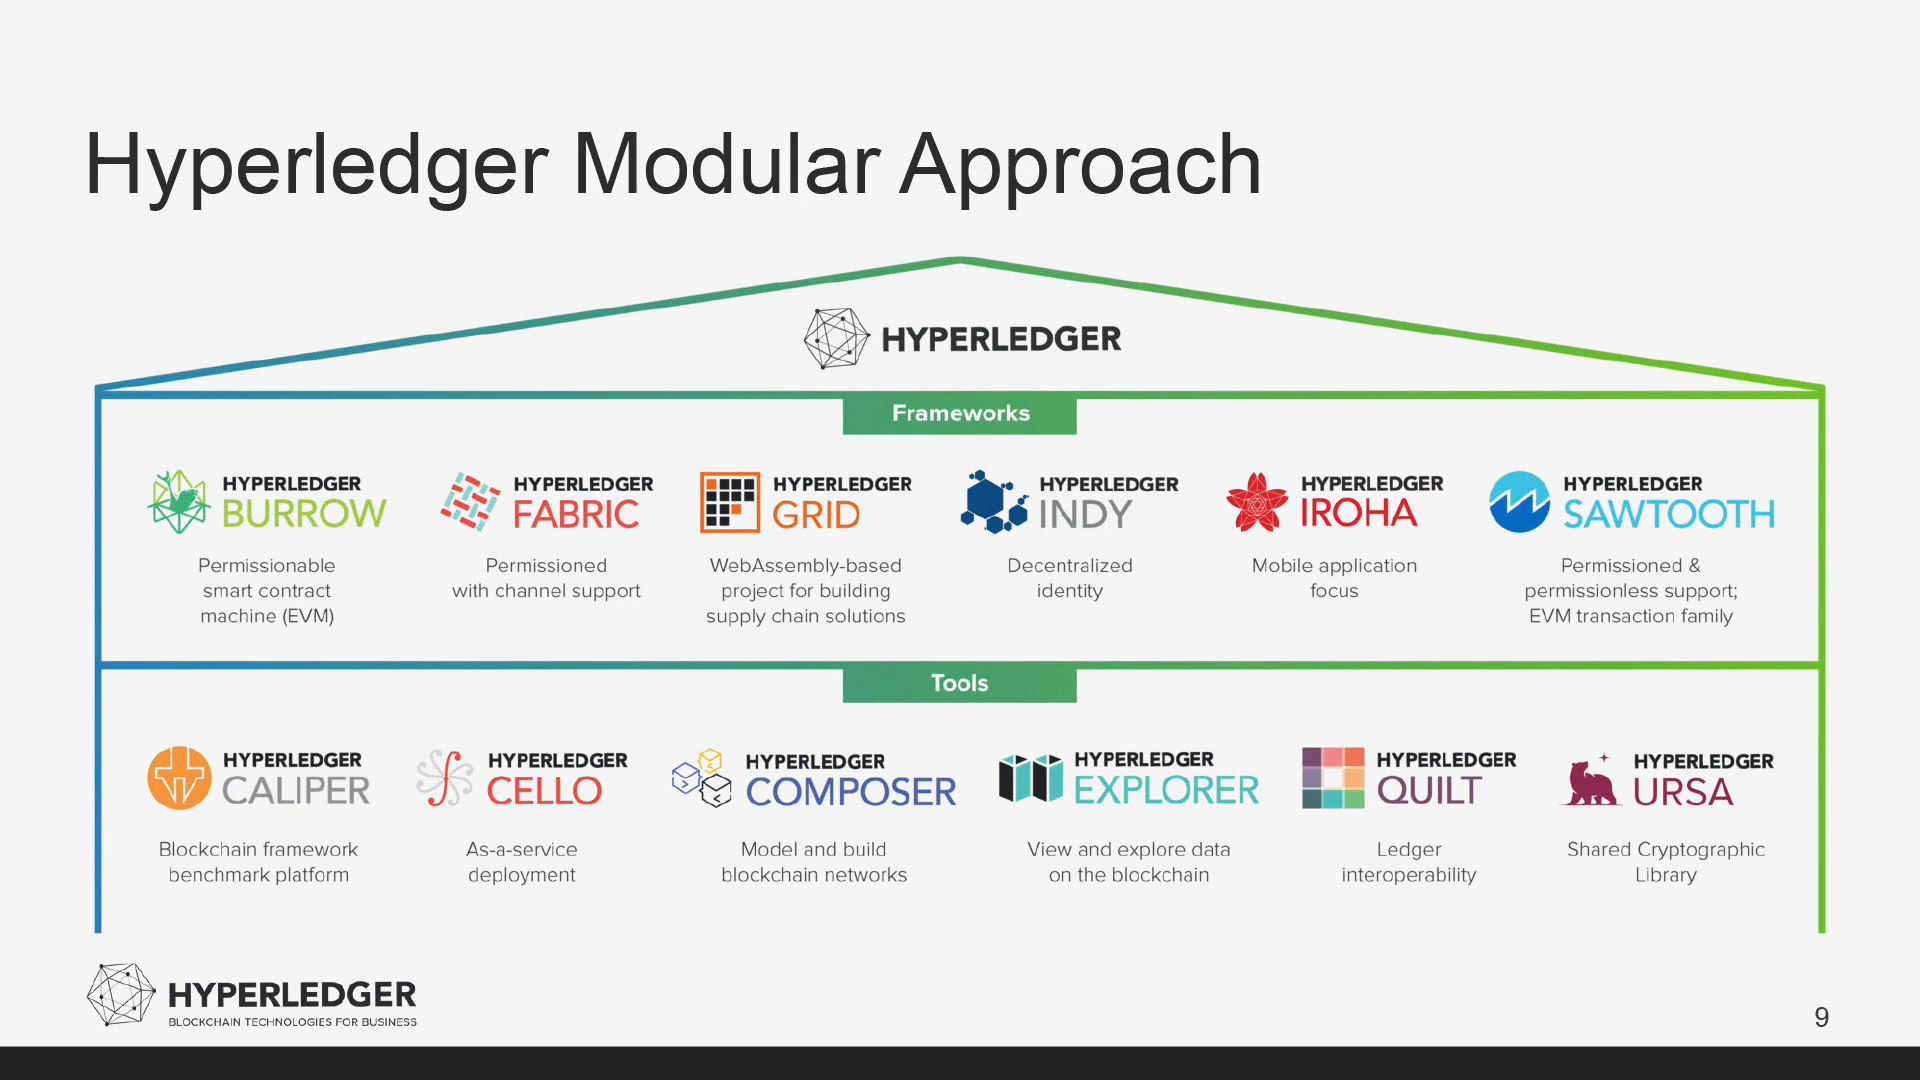 Hyperledger Modular Approach
HYPERLEDGER
Frameworks
HYPERLEDGER
BURROW
Permissionable
smart contract
machine (EVM)
HYPERLEDGER
FABRIC
Permissioned
with channel support
HYPERLEDGER
GRID
WebAssembly-based
project for building
supply chain solutions
HYPERLEDGER
INDY
Decentralized
identity
HYPERLEDGER
IROHA
Mobile application
focus
HYPERLEDGER
SAWTOOTH
Permissioned &
permissionless support;
EVM transaction family
Tools
HYPERLEDGER
CALIPER
Blockchain framework
benchmark platform
HYPERLEDGER
CELLO
As-a-service
deployment
HYPERLEDGER
COMPOSER
Model and build
blockchain networks
HYPERLEDGER
EXPLORER
View and explore data
on the blockchain
HYPERLEDGER
QUILT
Ledger
interoperability
HYPERLEDGER
URSA
Shared Cryptographic
Library
HYPERLEDGER
BLOCKCHAIN TECHNOLOGIES FOR BUSINESS
9